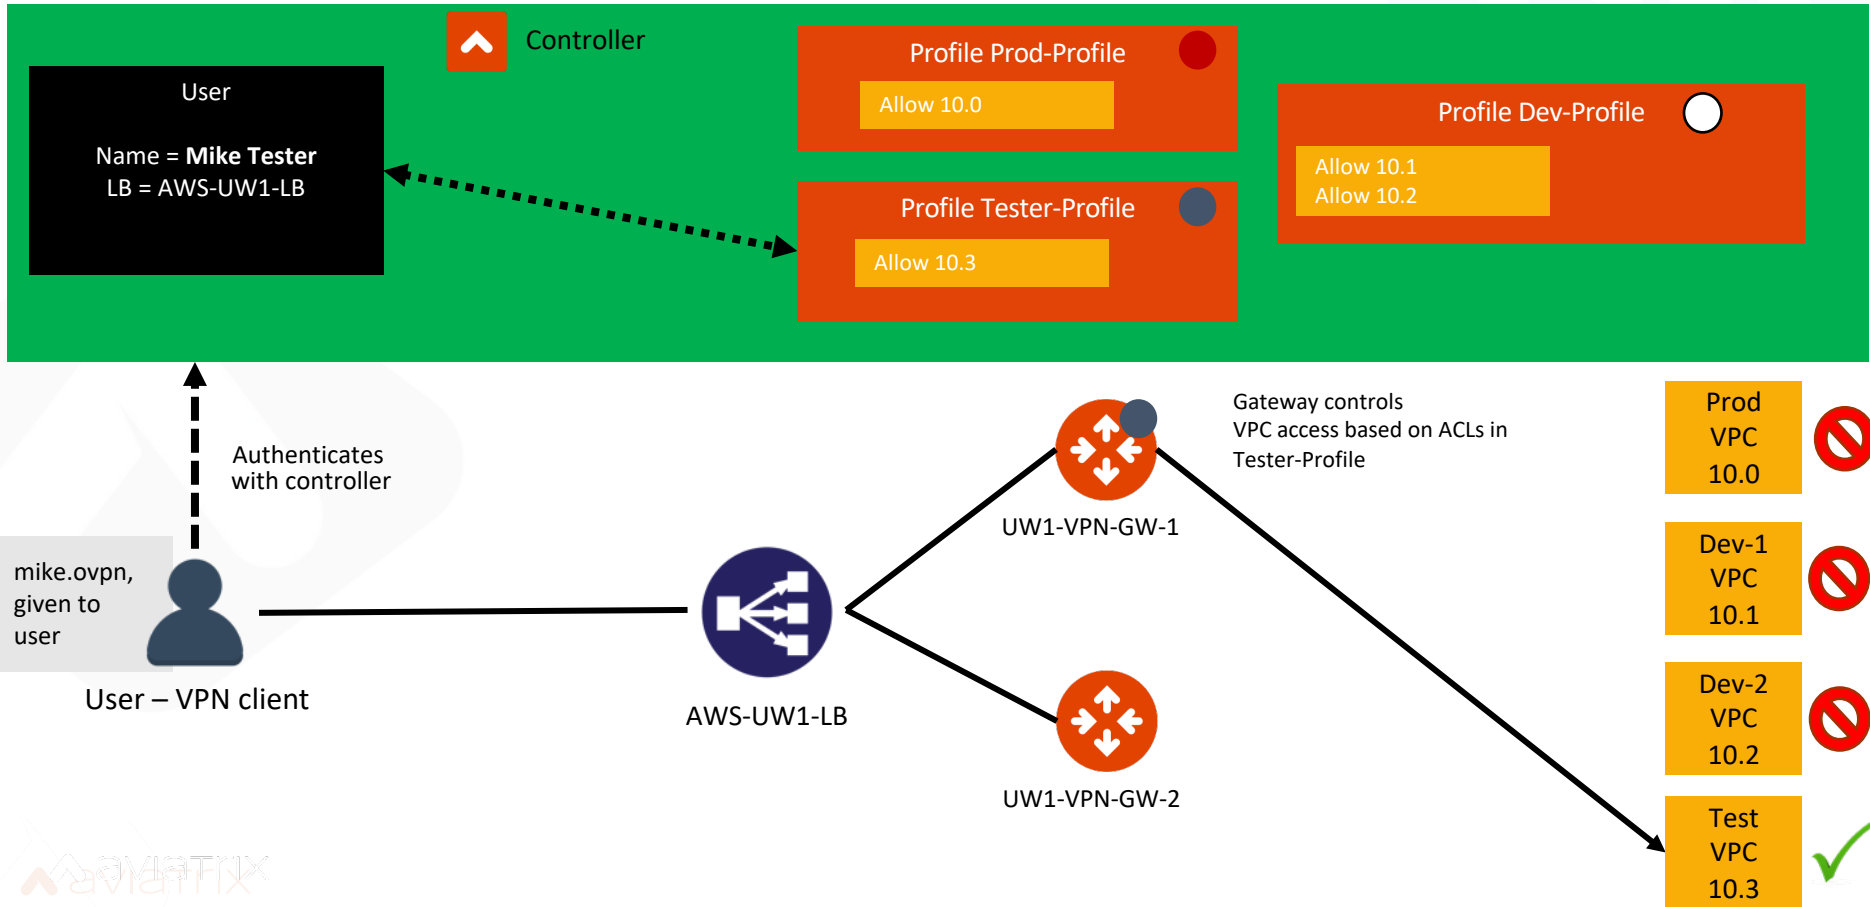 Controller
User
Name = Mike Tester
LB = AWS-UW1-LB
Profile Prod-Profile
Allow 10.0
Profile Tester-Profile
Allow 10.3
Profile Dev-Profile
Allow 10.1
Allow 10.2
Authenticates
with controller
mike.ovpn,
given to
user
User – VPN client
AWS-UW1-LB
UW1-VPN-GW-1
UW1-VPN-GW-2
Gateway controls
VPC access based on ACLs in
Tester-Profile
Prod
VPC
10.0
Dev-1
VPC
10.1
Dev-2
VPC
10.2
Test
VPC
10.3
aviatrix